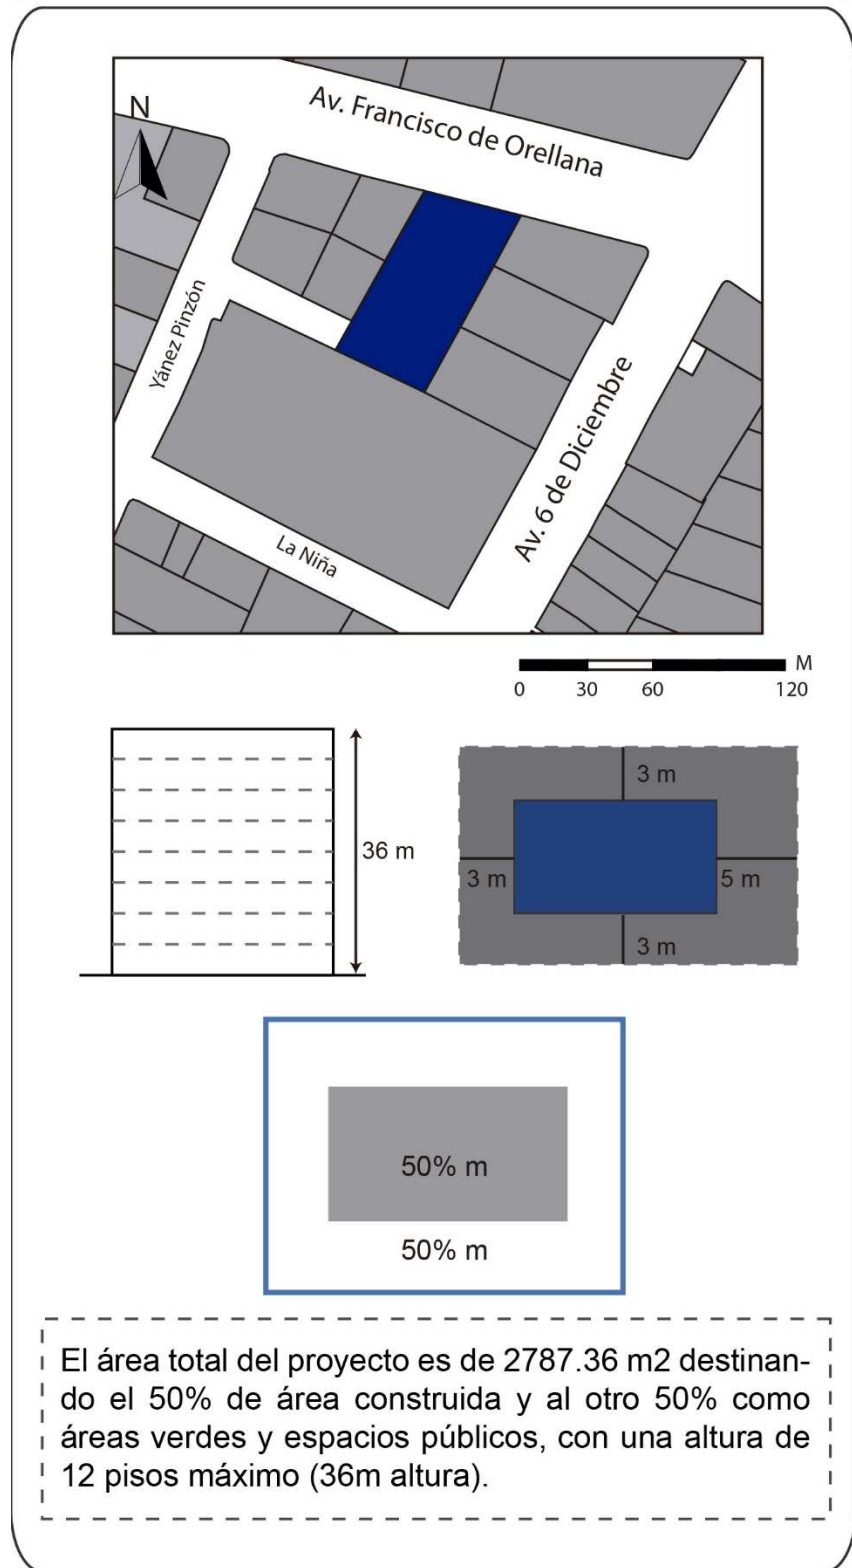 Av. Francisco de Orellana
N
Yánez Pinzón
Av. 6 de Diciembre
La Niña
M
0 30 60 120
36 m
3 m
3 m
5 m
3 m
50% m
50% m
El área total del proyecto es de 2787.36 m2 destinan-
do el 50% de área construida y al otro 50% como
áreas verdes y espacios públicos, con una altura de
12 pisos máximo (36m altura).